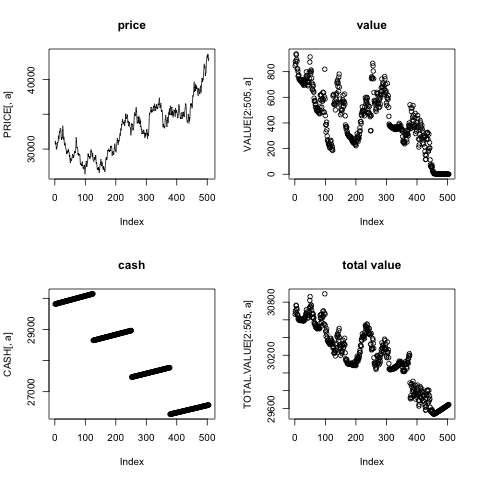 price
PRICE[, a]
30000
40000
0 100 200 300 400 500
Index
value
VALUE[2:505, a]
0 200 400 600 800
0 100 200 300 400 500
Index
cash
CASH[, a]
27000
29000
0 100 200 300 400 500
Index
total value
TOTAL.VALUE[2:505, a]
29600
30200
30800
0 100 200 300 400 500
Index